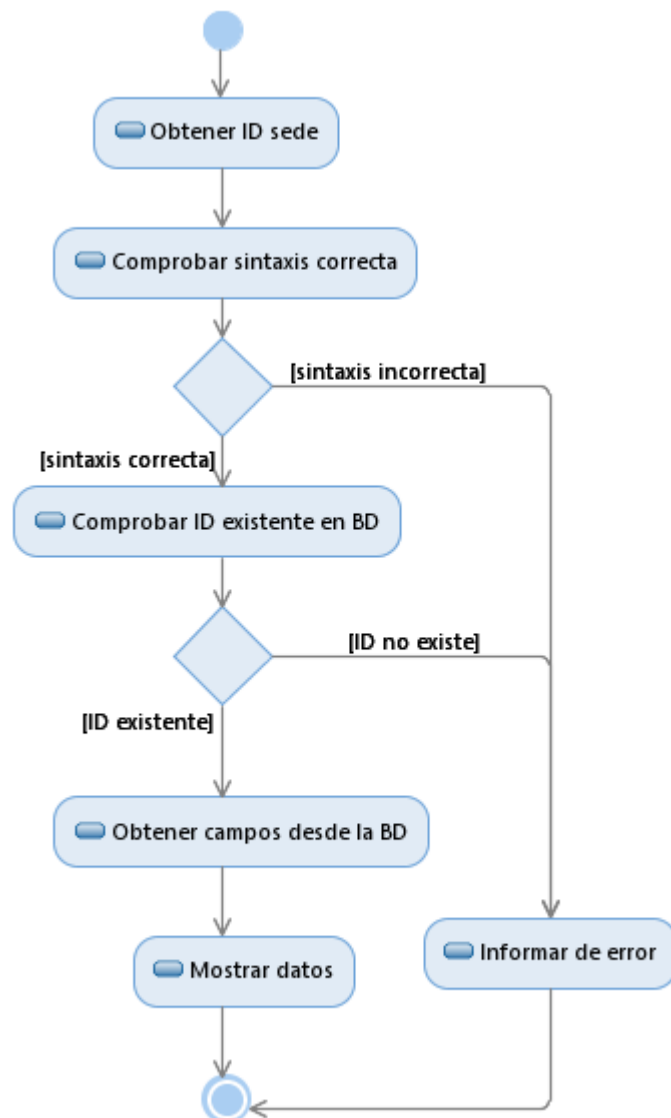 Obtener ID sede
Comprobar sintaxis correcta
[sintaxis incorrecta]
[sintaxis correcta]
Comprobar ID existente en BD
[ID no existe]
[ID existente]
Obtener campos desde la BD
Informar de error
Mostrar datos